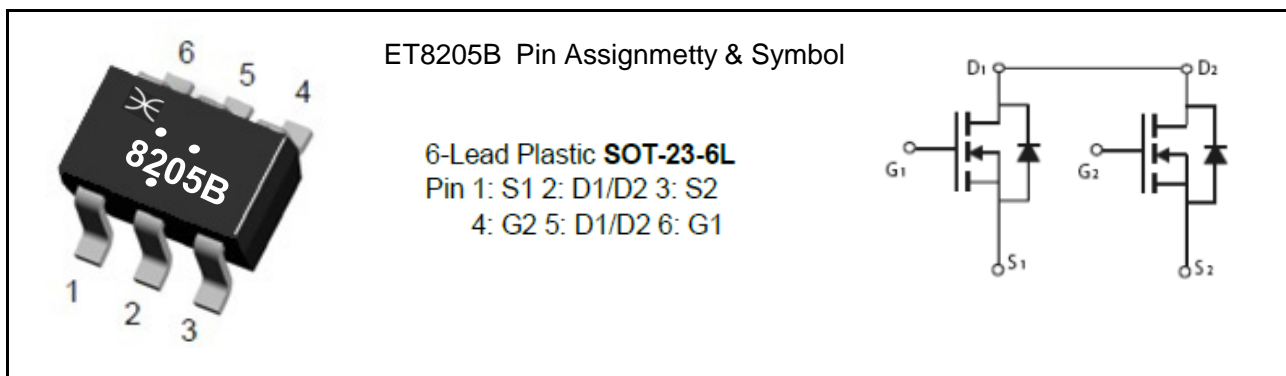 ET8205B Pin Assignmetty & Symbol
6
5
4
8205B
1
2
3
6-Lead Plastic SOT-23-6L
Pin 1: S1 2: D1/D2 3: S2
4: G2 5: D1/D2 6: G1
D1
D2
G1
G2
S1
S2